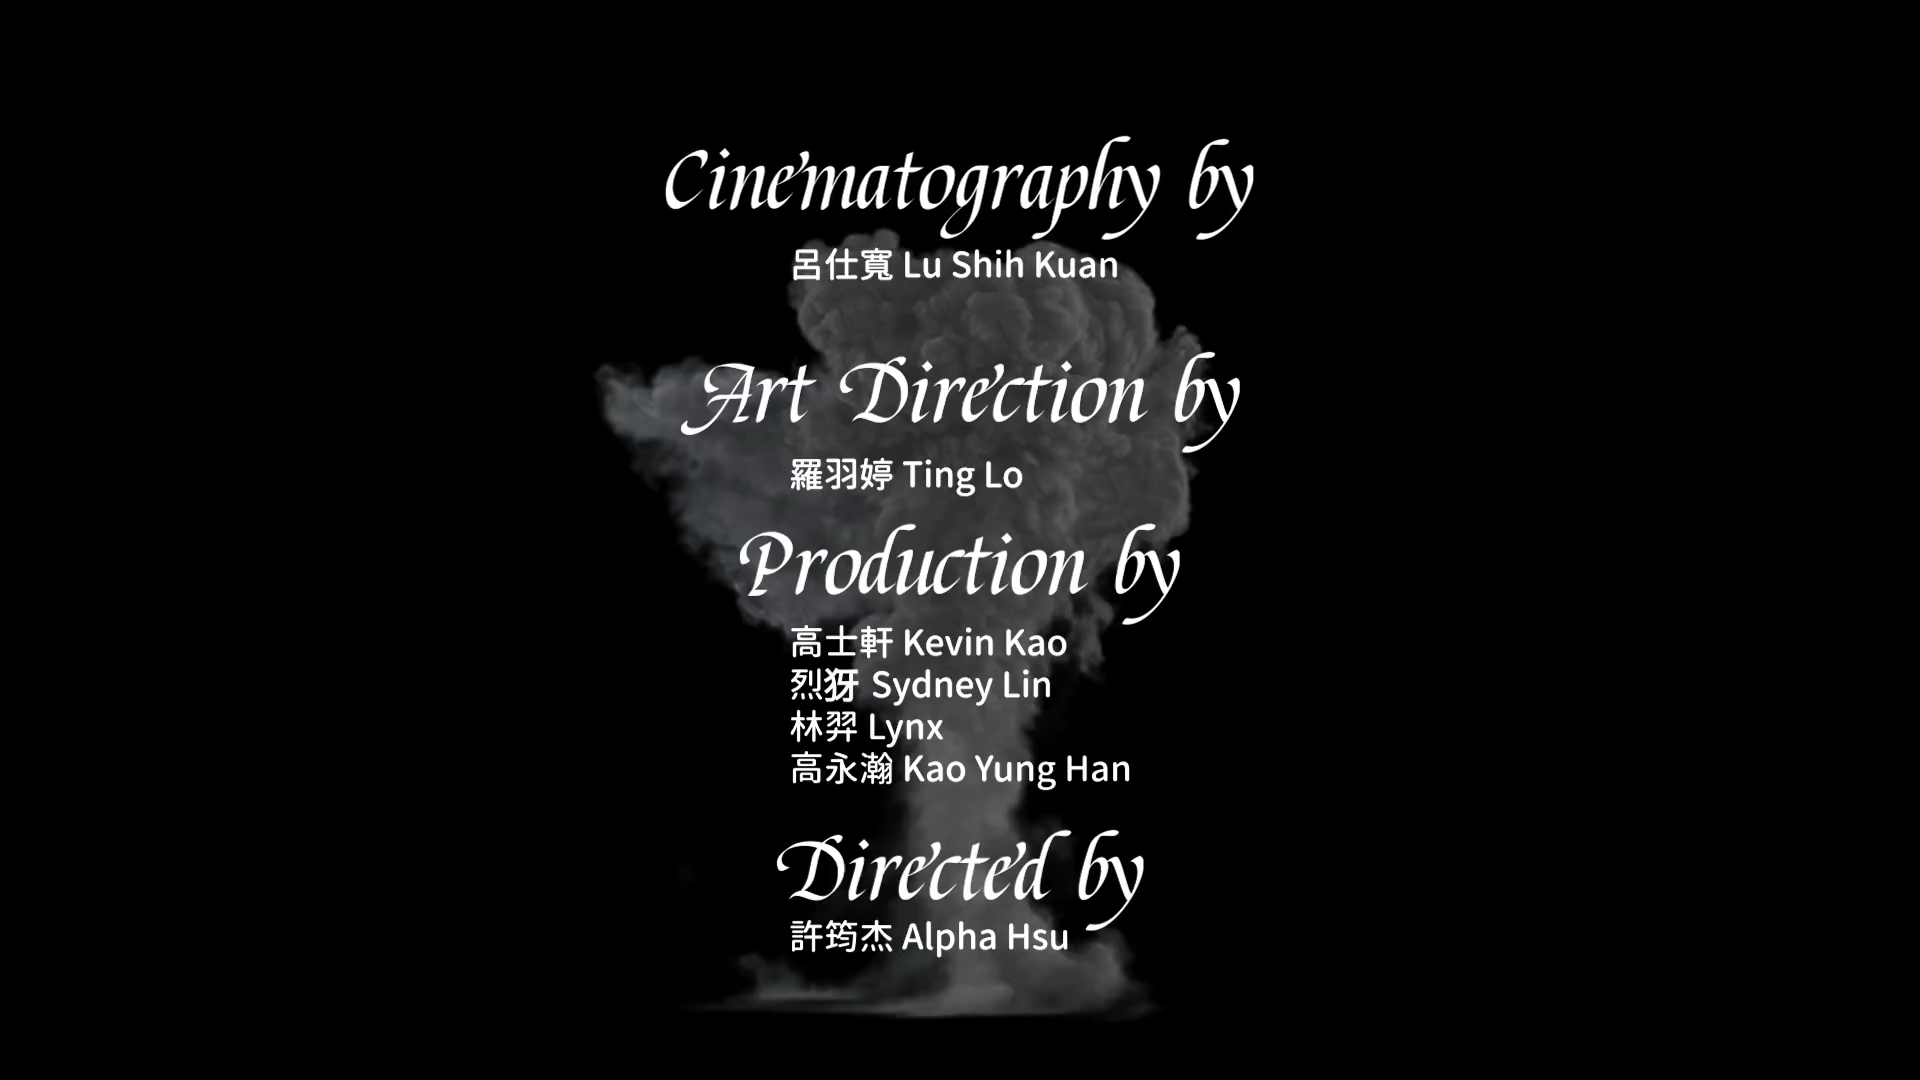 Cinematography by
呂仕寬 Lu Shih Kuan
Art Direction by
羅羽婷 Ting Lo
Production by
高士軒 Kevin Kao
烈犽 Sydney Lin
林羿 Lynx
高永瀚 Kao Yung Han
Directed by
許筠杰 Alpha Hsu